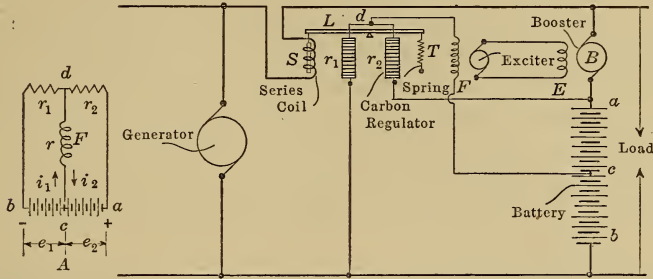 d
r1 r2
r F
i1 i2
b c a
- +
e1 e2
A
L d
S r1 r2 T
Series
Coil
Spring
Carbon
Regulator
F
Exciter
E
Booster
B
Generator
a
Load
c
Battery
b